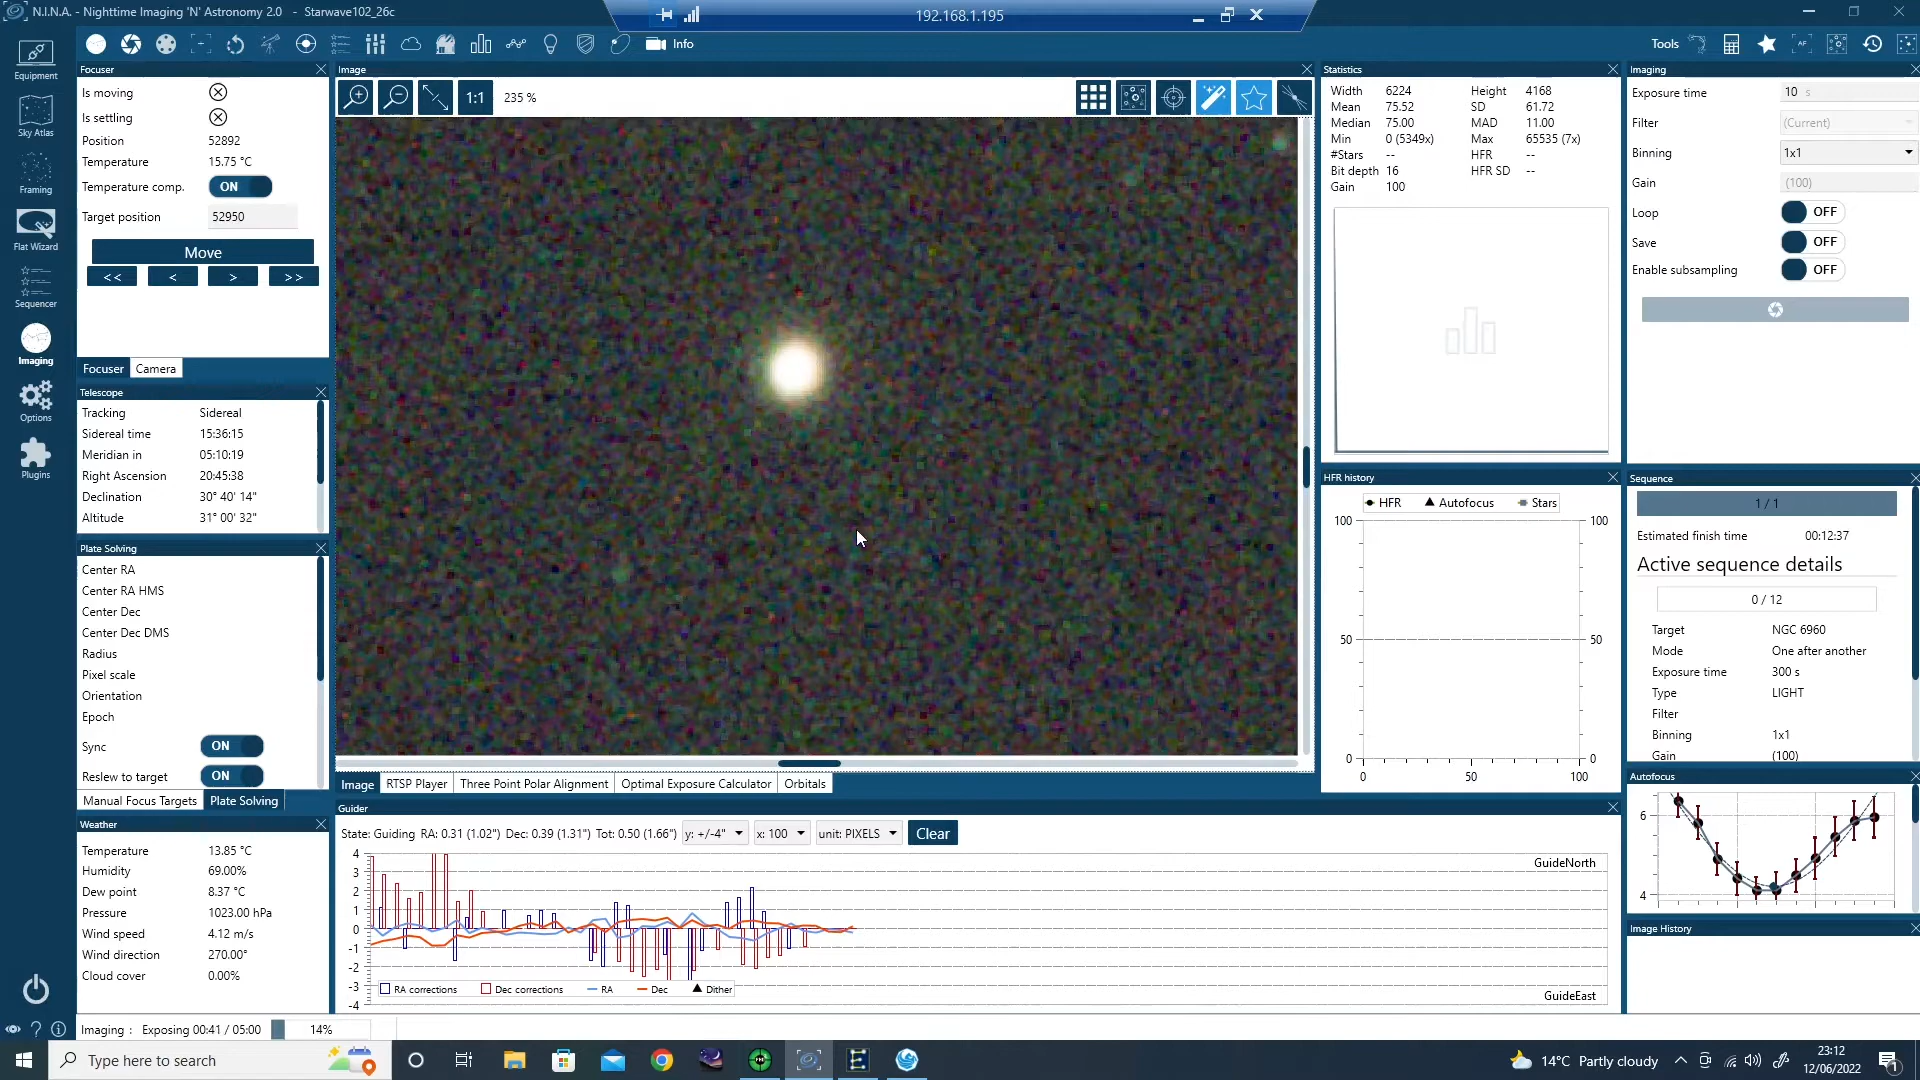 N.I.N.A. - Nighttime Imaging 'N' Astronomy 2.0 - Starwave102_26c
192.168.1.195
Info
Tools
Equipment
Sky Atlas
Framing
Flat Wizard
Sequencer
Imaging
Options
Plugins
Focuser
Is moving
Is settling
Position 52892
Temperature 15.75 °C
Temperature comp. ON
Target position 52950
Move
<< < > >>
Focuser Camera
Telescope
Tracking Sidereal
Sidereal time 15:36:15
Meridian in 05:10:19
Right Ascension 20:45:38
Declination 30° 40' 14"
Altitude 31° 00' 32"
Plate Solving
Center RA
Center RA HMS
Center Dec
Center Dec DMS
Radius
Pixel scale
Orientation
Epoch
Sync ON
Reslew to target ON
Manual Focus Targets Plate Solving
Weather
Temperature 13.85 °C
Humidity 69.00%
Dew point 8.37 °C
Pressure 1023.00 hPa
Wind speed 4.12 m/s
Wind direction 270.00°
Cloud cover 0.00%
Image
1:1 235 %
Image RTSP Player Three Point Polar Alignment Optimal Exposure Calculator Orbitals
Guider
State: Guiding RA: 0.31 (1.02") Dec: 0.39 (1.31") Tot: 0.50 (1.66") y: +/-4" x: 100 unit: PIXELS Clear
4
3
2
1
0
-1
-2
-3
-4
GuideNorth
GuideEast
RA corrections Dec corrections RA Dec Dither
Statistics
Width 6224 Height 4168
Mean 75.52 SD 61.72
Median 75.00 MAD 11.00
Min 0 (5349x) Max 65535 (7x)
#Stars -- HFR --
Bit depth 16 HFR SD --
Gain 100
HFR history
HFR Autofocus Stars
100 100
50 50
0 0
0 50 100
Imaging
Exposure time 10 s
Filter (Current)
Binning 1x1
Gain (100)
Loop OFF
Save OFF
Enable subsampling OFF
Sequence
1 / 1
Estimated finish time 00:12:37
Active sequence details
0 / 12
Target NGC 6960
Mode One after another
Exposure time 300 s
Type LIGHT
Filter
Binning 1x1
Gain (100)
Autofocus
6
4
Image History
Imaging : Exposing 00:41 / 05:00 14%
Type here to search
14°C Partly cloudy
23:12
12/06/2022
1